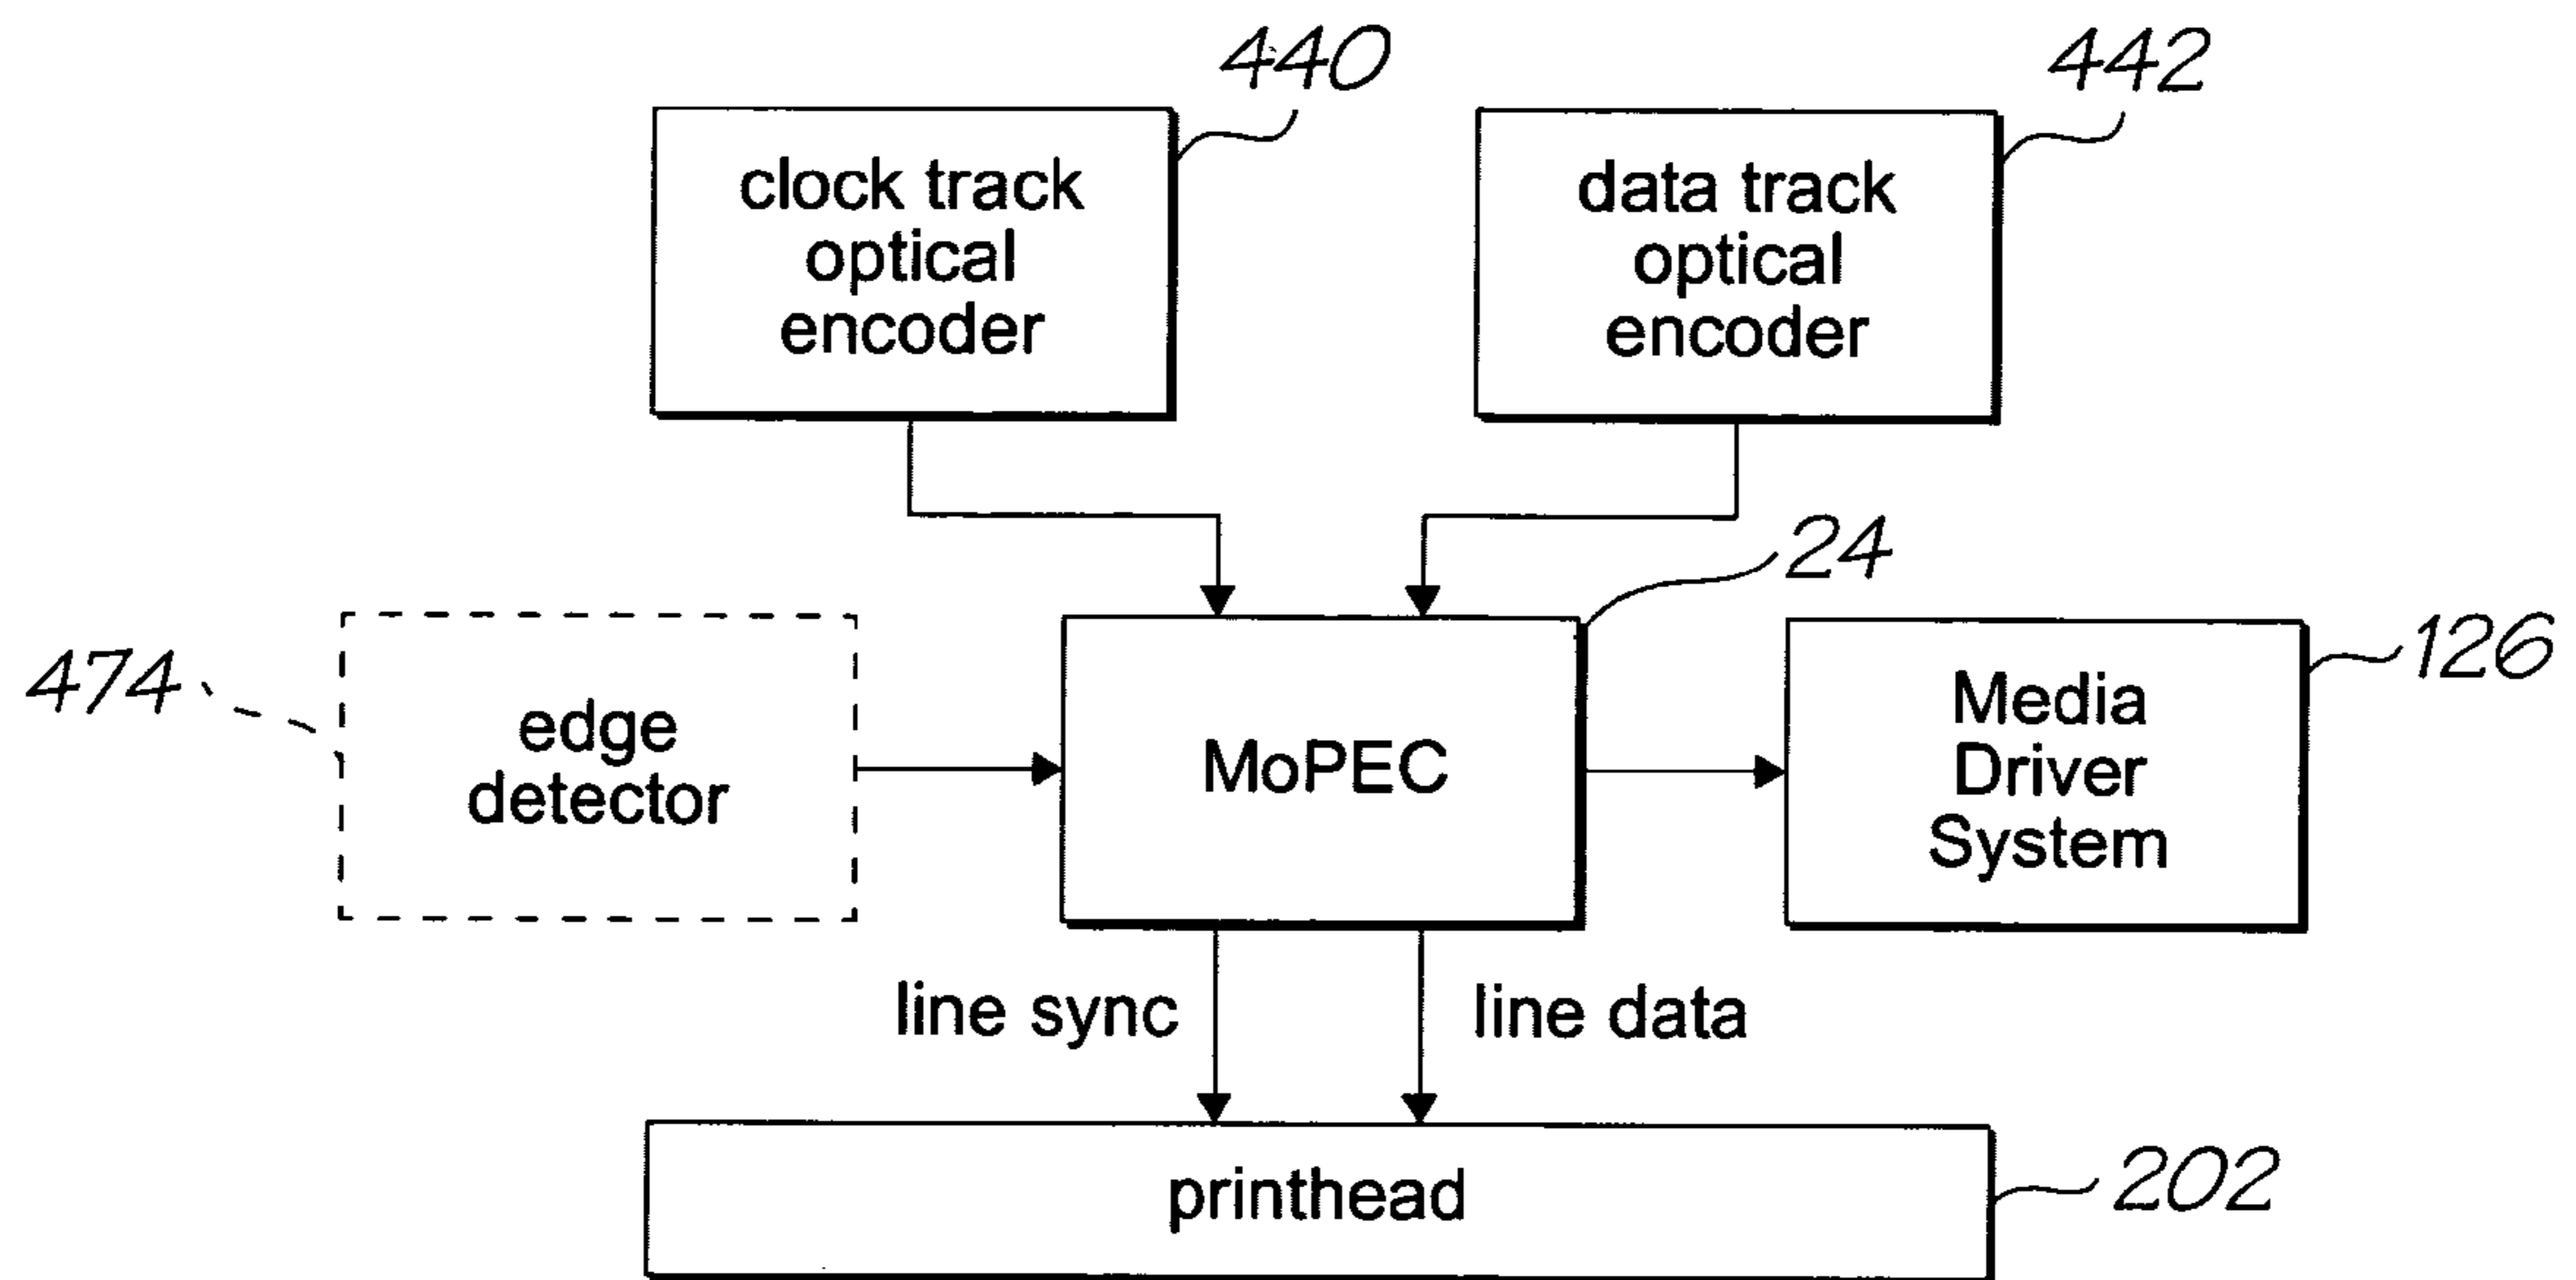 440
442
clock track
optical
encoder
data track
optical
encoder
24
126
474
edge
detector
MoPEC
Media
Driver
System
line sync
line data
printhead
202